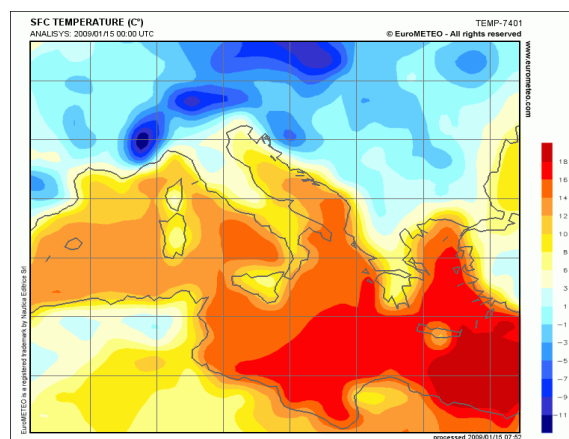 SFC TEMPERATURE (C°)
TEMP-7401
ANALISYS: 2009/01/15 00:00 UTC
© EuroMETEO - All rights reserved
www.eurometeo.com
EuroMETEO is a registered trademark by Nautica Editrice Srl
18
16
14
12
10
8
6
3
1
−1
−3
−5
−7
−9
−11
processed 2009/01/15 07:52